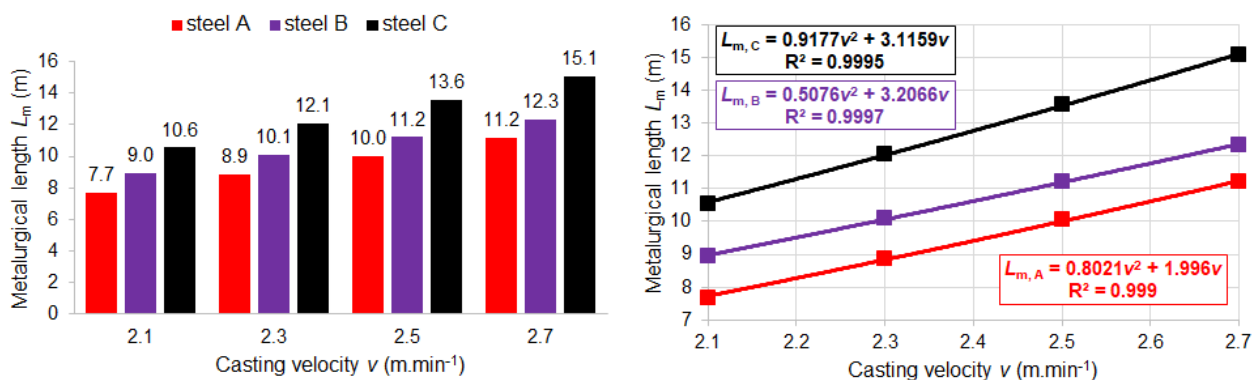 steel A steel B steel C
Metalurgical length Lm (m)
16
14
12
10
8
6
4
2
0
7.7 9.0 10.6
8.9 10.1 12.1
10.0 11.2 13.6
11.2 12.3 15.1
2.1 2.3 2.5 2.7
Casting velocity v (m.min-1)
Metalurgical length Lm (m)
16
15
14
13
12
11
10
9
8
7
Lm, C = 0.9177v² + 3.1159v
R² = 0.9995
Lm, B = 0.5076v² + 3.2066v
R² = 0.9997
Lm, A = 0.8021v² + 1.996v
R² = 0.999
2.1 2.2 2.3 2.4 2.5 2.6 2.7
Casting velocity v (m.min-1)